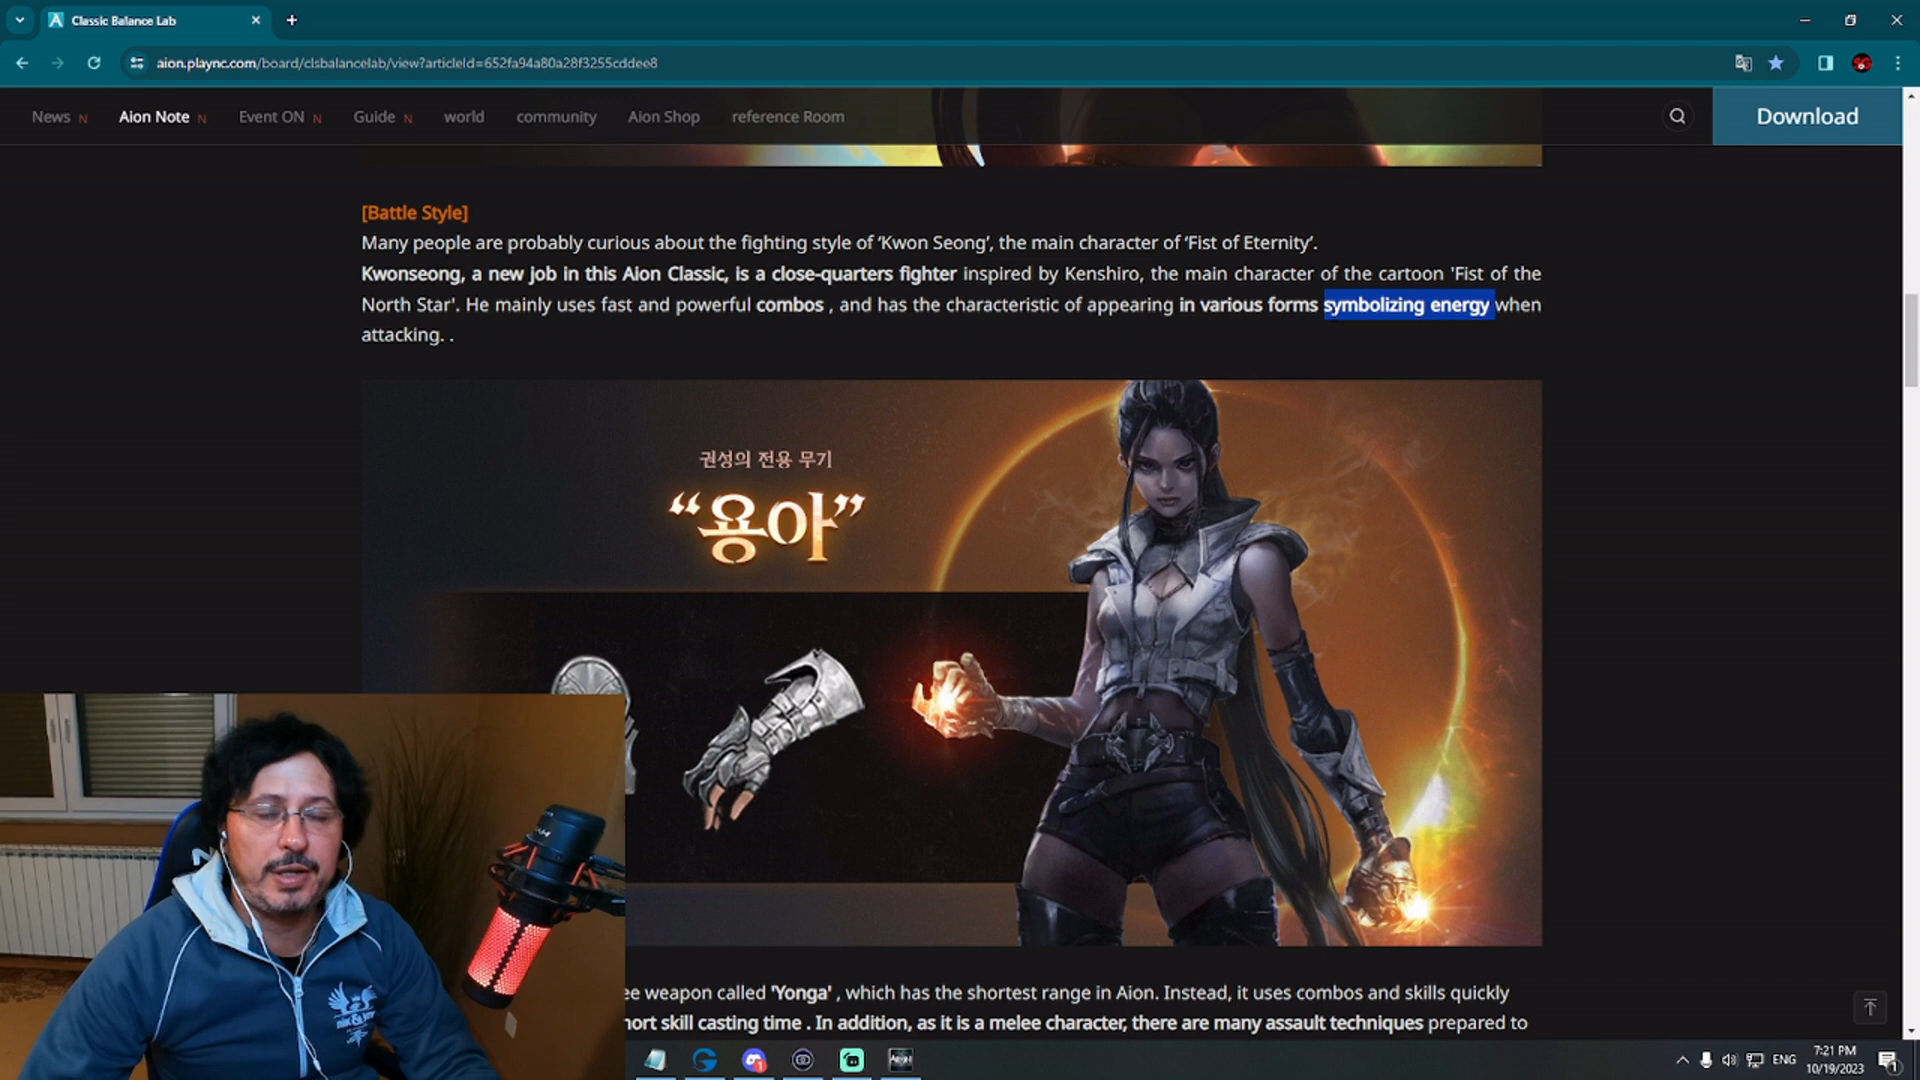 Classic Balance Lab
aion.plaync.com/board/clsbalancelab/view?articleId=652fa94a80a28f3255cddee8
News N Aion Note N Event ON N Guide N world community Aion Shop reference Room
Download
[Battle Style]
Many people are probably curious about the fighting style of ‘Kwon Seong’, the main character of ‘Fist of Eternity’.
Kwonseong, a new job in this Aion Classic, is a close-quarters fighter inspired by Kenshiro, the main character of the cartoon 'Fist of the
North Star'. He mainly uses fast and powerful combos , and has the characteristic of appearing in various forms symbolizing energy when
attacking. .
권성의 전용 무기
“용아”
weapon called 'Yonga' , which has the shortest range in Aion. Instead, it uses combos and skills quickly
skill casting time . In addition, as it is a melee character, there are many assault techniques prepared to
ENG
7:21 PM
10/19/2023